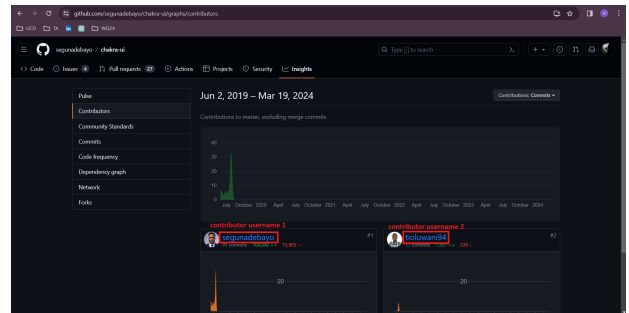 github.com/segunadebayo/chakra-ui/graphs/contributors
UCD TA WQ24
segunadebayo / chakra-ui
Type / to search
Code Issues 4 Pull requests 27 Actions Projects Security Insights
Pulse
Contributors
Community Standards
Commits
Code frequency
Dependency graph
Network
Forks
Jun 2, 2019 – Mar 19, 2024
Contributions: Commits
Contributions to master, excluding merge commits
40
30
20
10
0
July October 2020 April July October 2021 April July October 2022 April July October 2023 April July October 2024
contributor username 1
segunadebayo
#1
contributor username 2
tioluwani94
#2
20
20